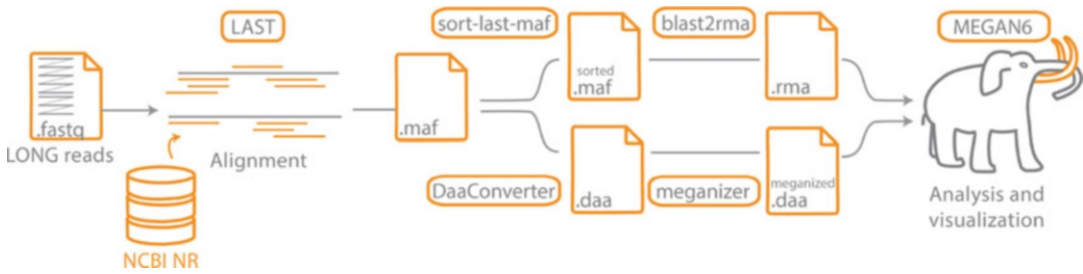 LAST
sort-last-maf
blast2rma
MEGAN6
.fastq
LONG reads
Alignment
NCBI NR
.maf
sorted
.maf
.rma
DaaConverter
.daa
meganizer
meganized
.daa
Analysis and
visualization